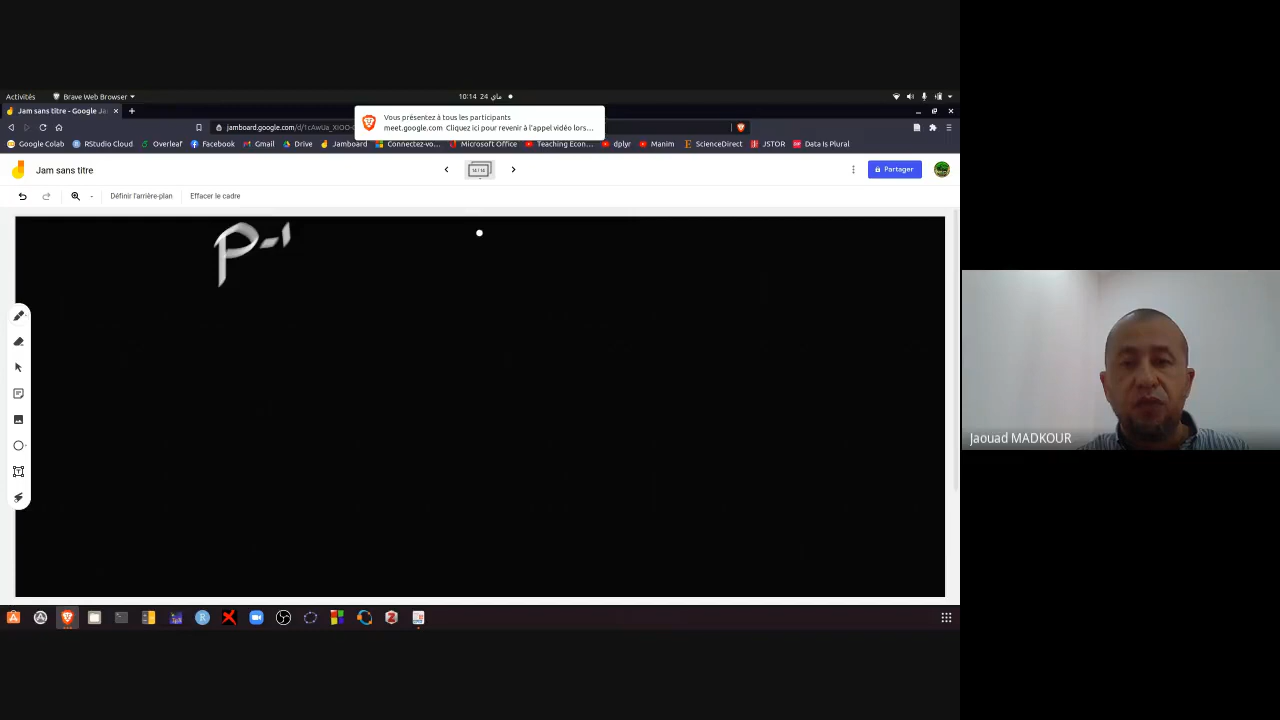 Activités
Brave Web Browser
10:14 24 ماي
Jam sans titre - Google Ja
Vous présentez à tous les participants
meet.google.com Cliquez ici pour revenir à l'appel vidéo lors...
jamboard.google.com/d/1cAwUa_XIOO-
Google Colab RStudio Cloud Overleaf Facebook Gmail Drive Jamboard Connectez-vo... Microsoft Office Teaching Econ... dplyr Manim ScienceDirect JSTOR Data Is Plural
Jam sans titre
Partager
Définir l'arrière-plan Effacer le cadre
P-1
Jaouad MADKOUR